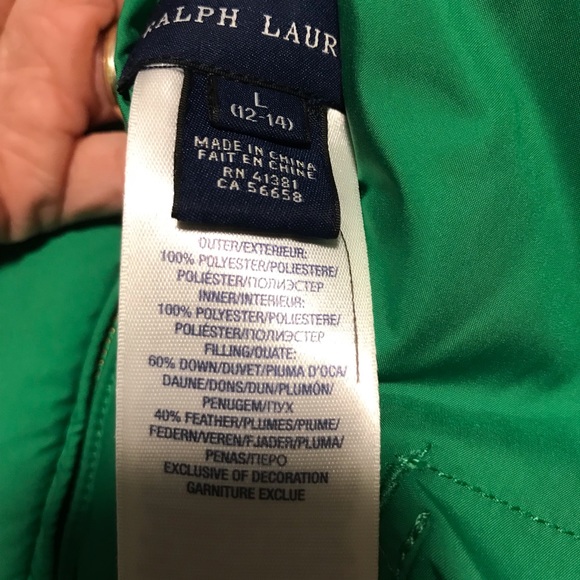 RALPH LAUR
L
(12-14)
MADE IN CHINA
FAIT EN CHINE
RN 41381
CA 56658
OUTER/EXTERIEUR:
100% POLYESTER/POLIESTERE/
POLIÉSTER/ПОЛИЭСТЕР
INNER/INTERIEUR:
100% POLYESTER/POLIESTERE/
POLIÉSTER/ПОЛИЭСТЕР
FILLING/OUATE:
60% DOWN/DUVET/PIUMA D'OCA/
DAUNE/DONS/DUN/PLUMÓN/
PENUGEM/ПУХ
40% FEATHER/PLUMES/PIUME/
FEDERN/VEREN/FJADER/PLUMA/
PENAS/ПЕРО
EXCLUSIVE OF DECORATION
GARNITURE EXCLUE